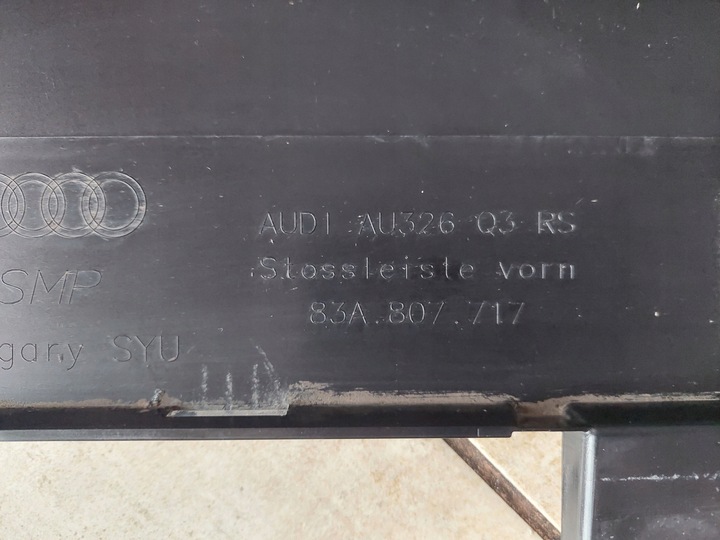 AUDI AU326 Q3 RS
Stossleiste vorn
83A.807.717
SMP
gary SYU